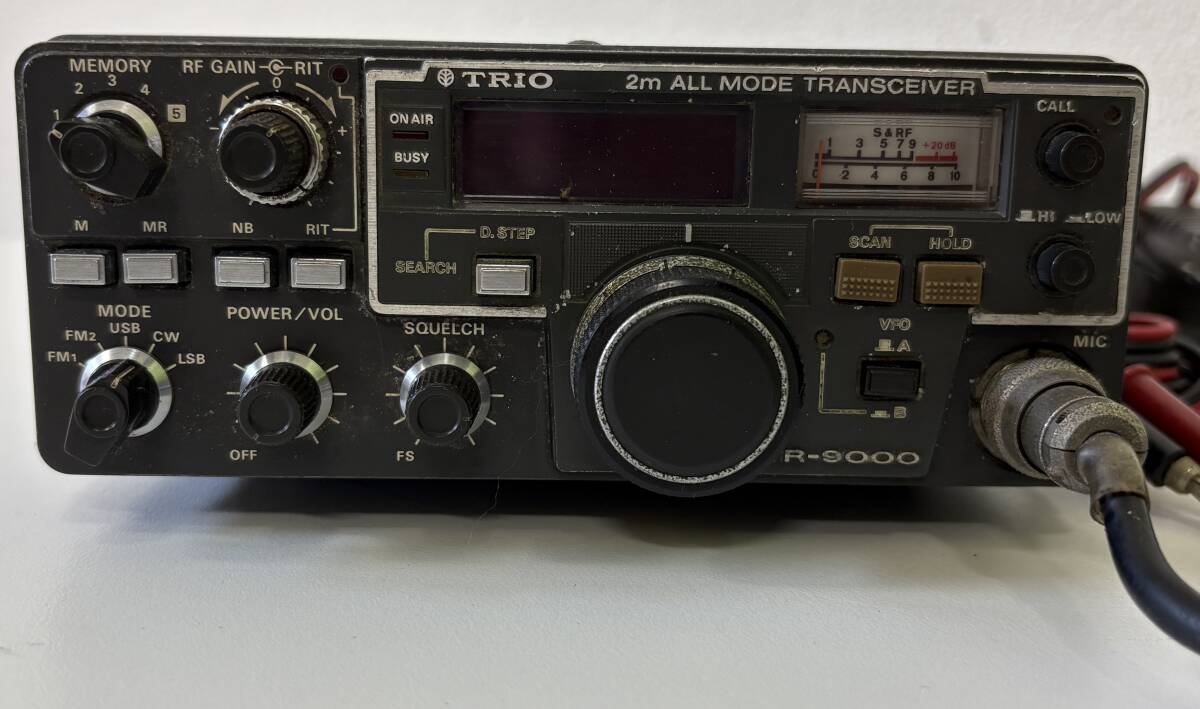 MEMORY
1 2 3 4 5
RF GAIN RIT
0
+
TRIO
2m ALL MODE TRANSCEIVER
ON AIR
BUSY
S & RF
1 3 5 7 9 +20dB
0 2 4 6 8 10
CALL
HI LOW
M MR NB RIT
D.STEP
SEARCH
SCAN HOLD
MODE
FM1 FM2 USB CW LSB
POWER/VOL
OFF
SQUELCH
FS
VFO
A
B
MIC
R-9000